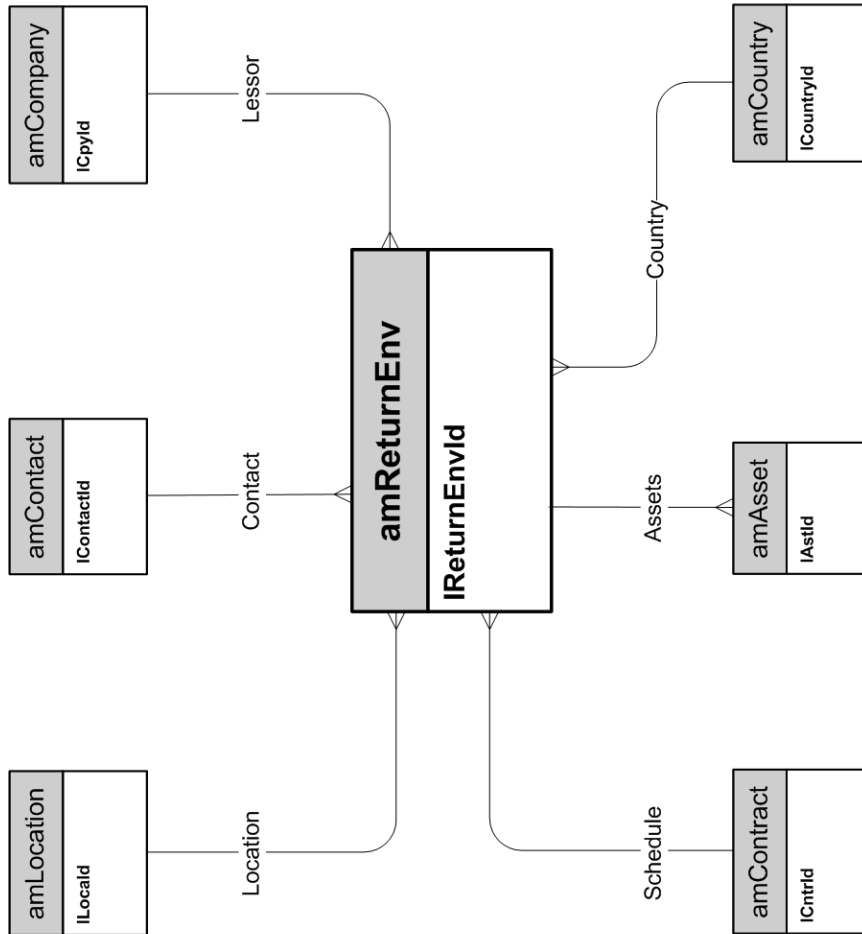 amLocation
lLocaId
amContact
lContactId
amCompany
lCpyId
Location
Contact
Lessor
amReturnEnv
lReturnEnvId
Schedule
Assets
Country
amContract
lCntrId
amAsset
lAstId
amCountry
lCountryId